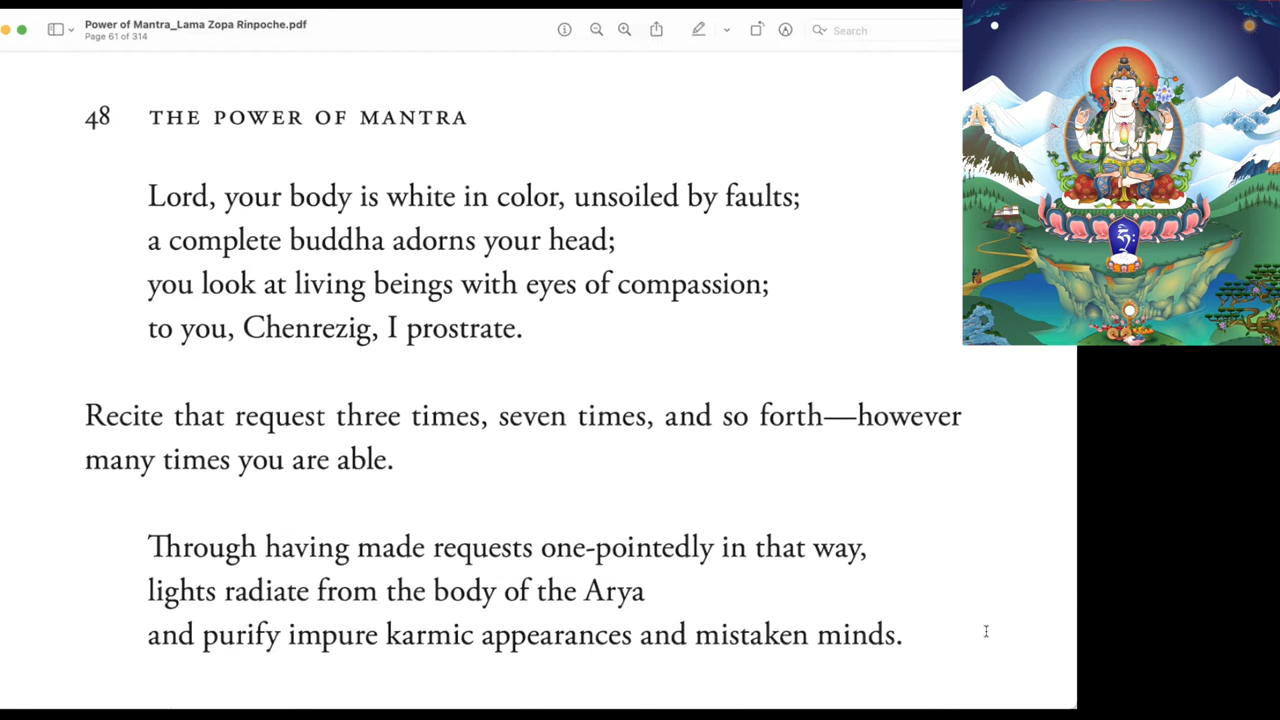 Power of Mantra_Lama Zopa Rinpoche.pdf
Page 61 of 314
Search
48 THE POWER OF MANTRA
Lord, your body is white in color, unsoiled by faults;
a complete buddha adorns your head;
you look at living beings with eyes of compassion;
to you, Chenrezig, I prostrate.
Recite that request three times, seven times, and so forth—however
many times you are able.
Through having made requests one-pointedly in that way,
lights radiate from the body of the Arya
and purify impure karmic appearances and mistaken minds.